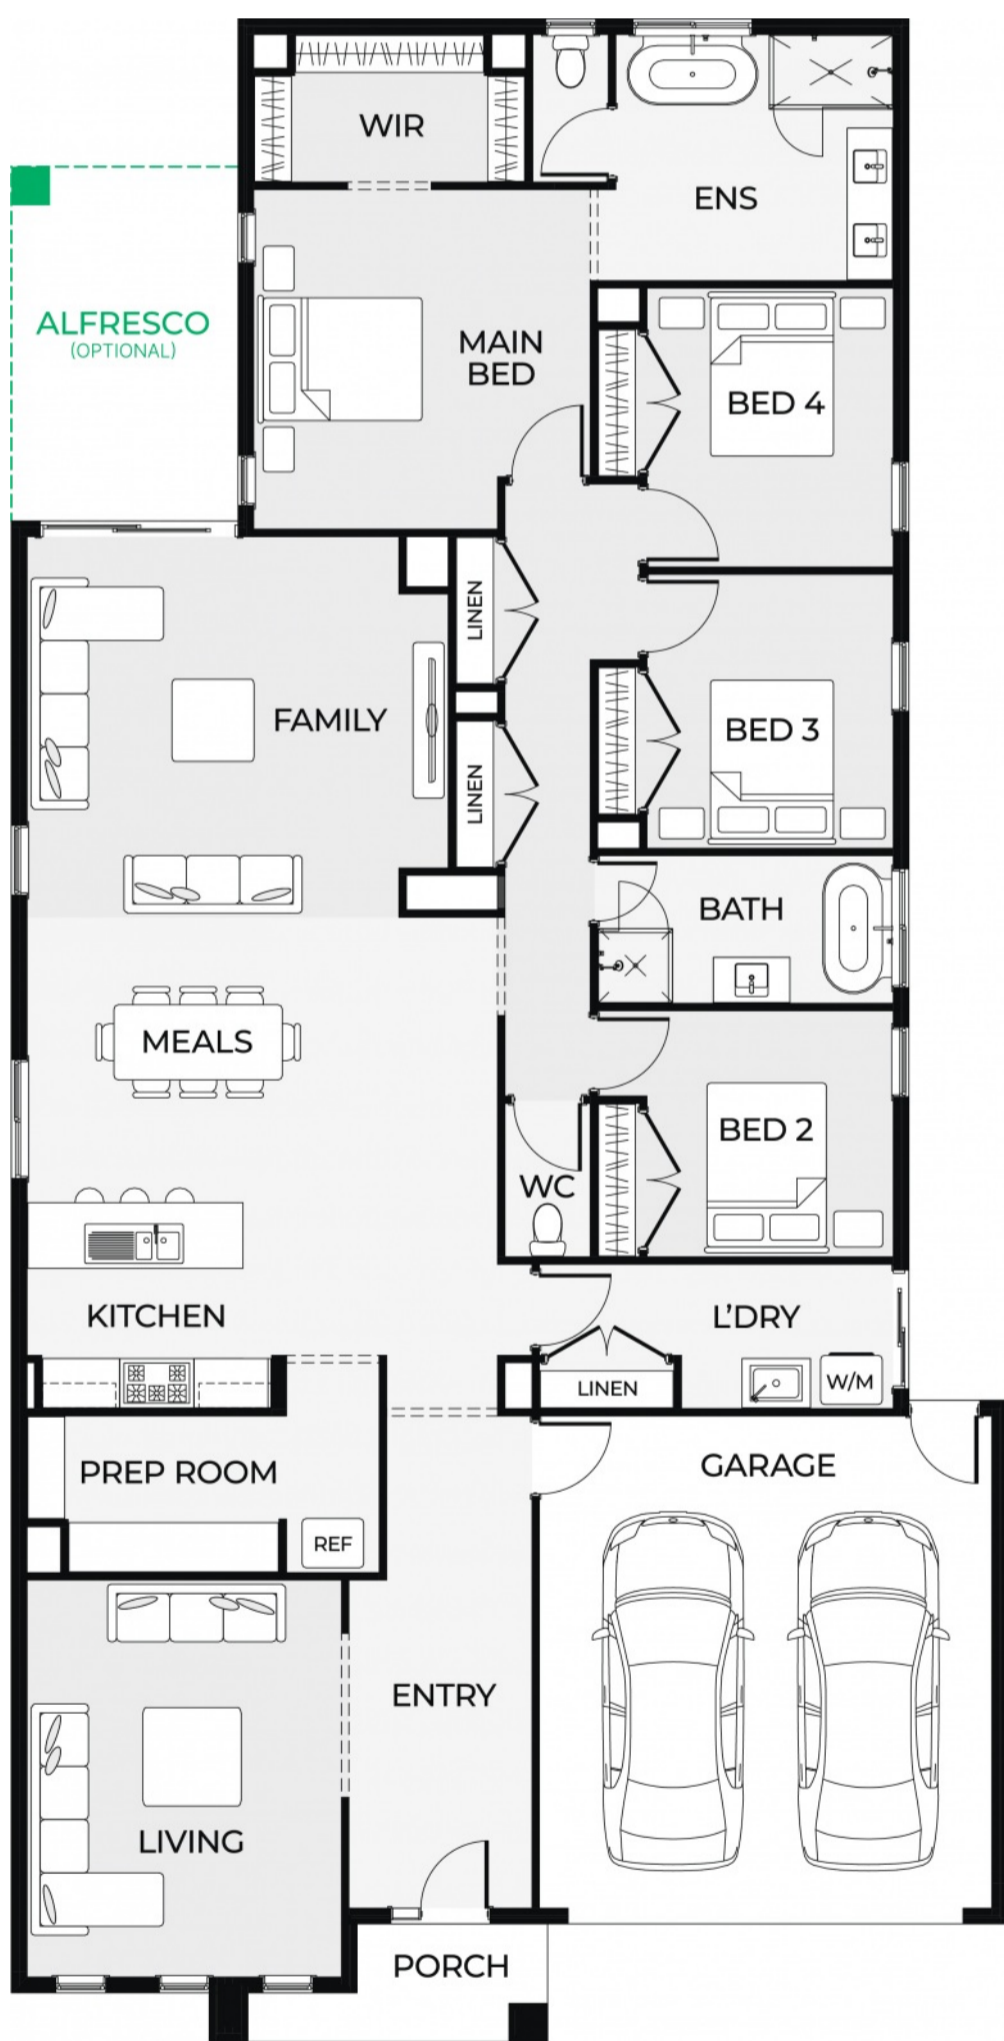 WIR
ENS
ALFRESCO
(OPTIONAL)
MAIN
BED
BED 4
LINEN
FAMILY
BED 3
LINEN
BATH
MEALS
BED 2
WC
KITCHEN
L'DRY
LINEN
W/M
PREP ROOM
GARAGE
REF
ENTRY
LIVING
PORCH